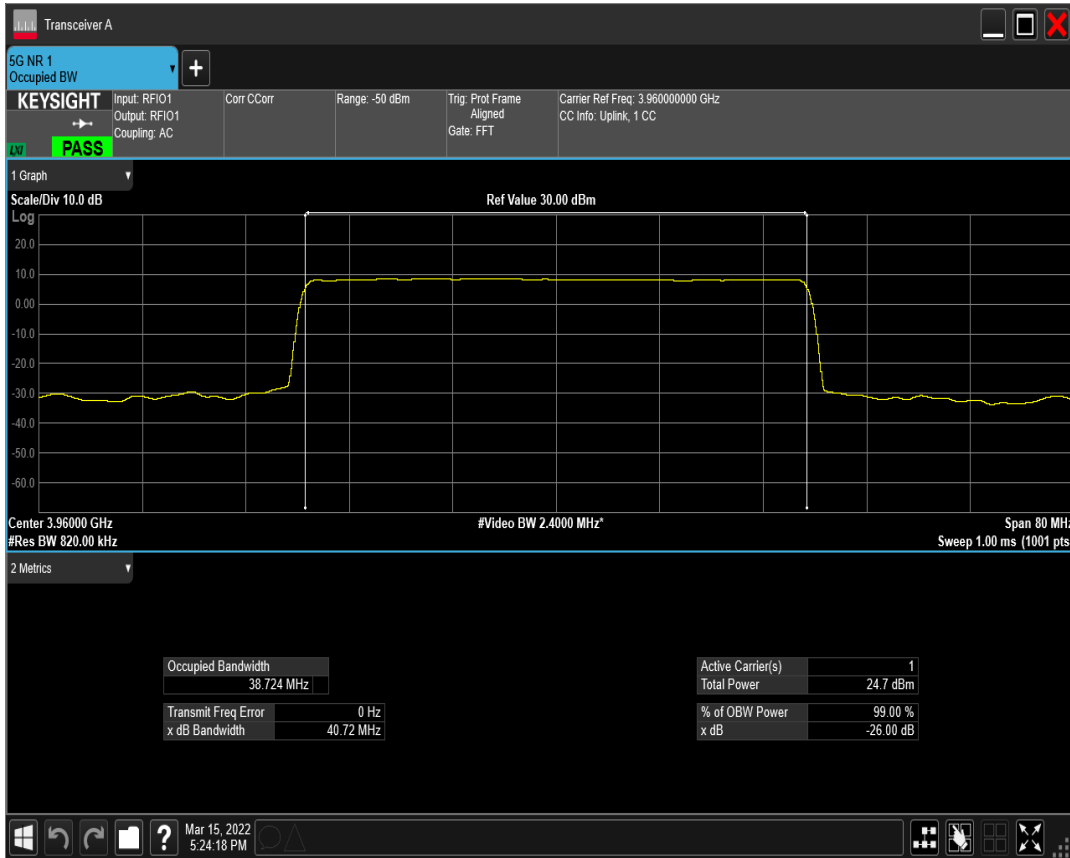 Transceiver A
5G NR 1
Occupied BW
+
KEYSIGHT
LXI
PASS
Input: RFIO1
Output: RFIO1
Coupling: AC
Corr CCorr
Range: -50 dBm
Trig: Prot Frame
Aligned
Gate: FFT
Carrier Ref Freq: 3.960000000 GHz
CC Info: Uplink, 1 CC
1 Graph
Scale/Div 10.0 dB
Ref Value 30.00 dBm
Log
20.0
10.0
0.00
-10.0
-20.0
-30.0
-40.0
-50.0
-60.0
Center 3.96000 GHz
#Video BW 2.4000 MHz*
Span 80 MHz
#Res BW 820.00 kHz
Sweep 1.00 ms (1001 pts
2 Metrics
Occupied Bandwidth
38.724 MHz
Transmit Freq Error 0 Hz
x dB Bandwidth 40.72 MHz
Active Carrier(s) 1
Total Power 24.7 dBm
% of OBW Power 99.00 %
x dB -26.00 dB
?
Mar 15, 2022
5:24:18 PM